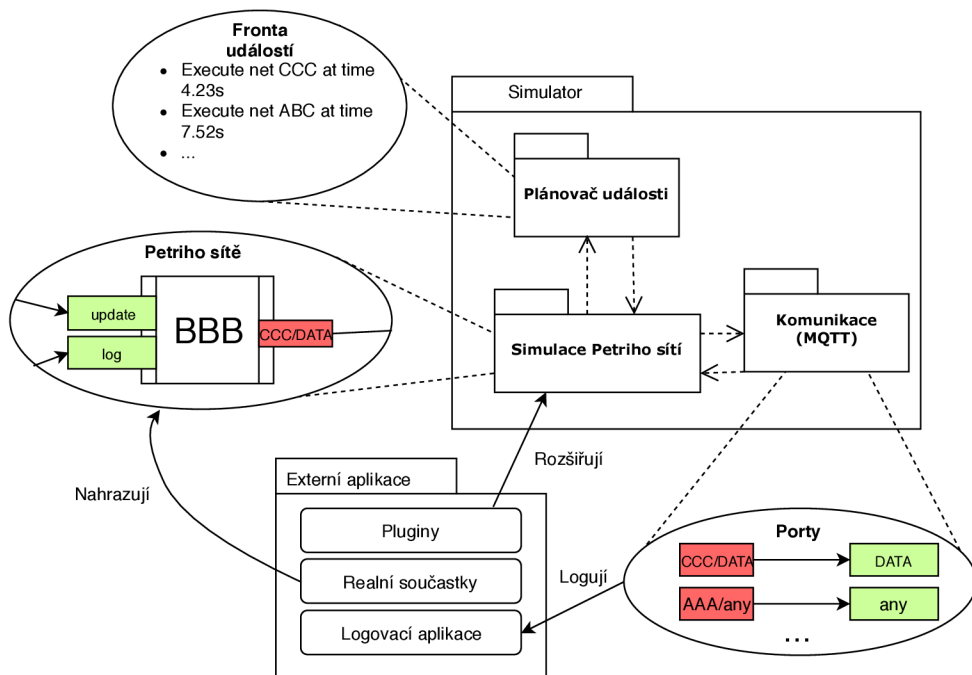 Fronta
událostí
• Execute net CCC at time
4.23s
• Execute net ABC at time
7.52s
• ...
Simulator
Plánovač události
Petriho sítě
update
log
BBB
CCC/DATA
Simulace Petriho sítí
Komunikace
(MQTT)
Rozšiřují
Nahrazují
Externí aplikace
Pluginy
Realní součastky
Logovací aplikace
Logují
Porty
CCC/DATA
DATA
AAA/any
any
...